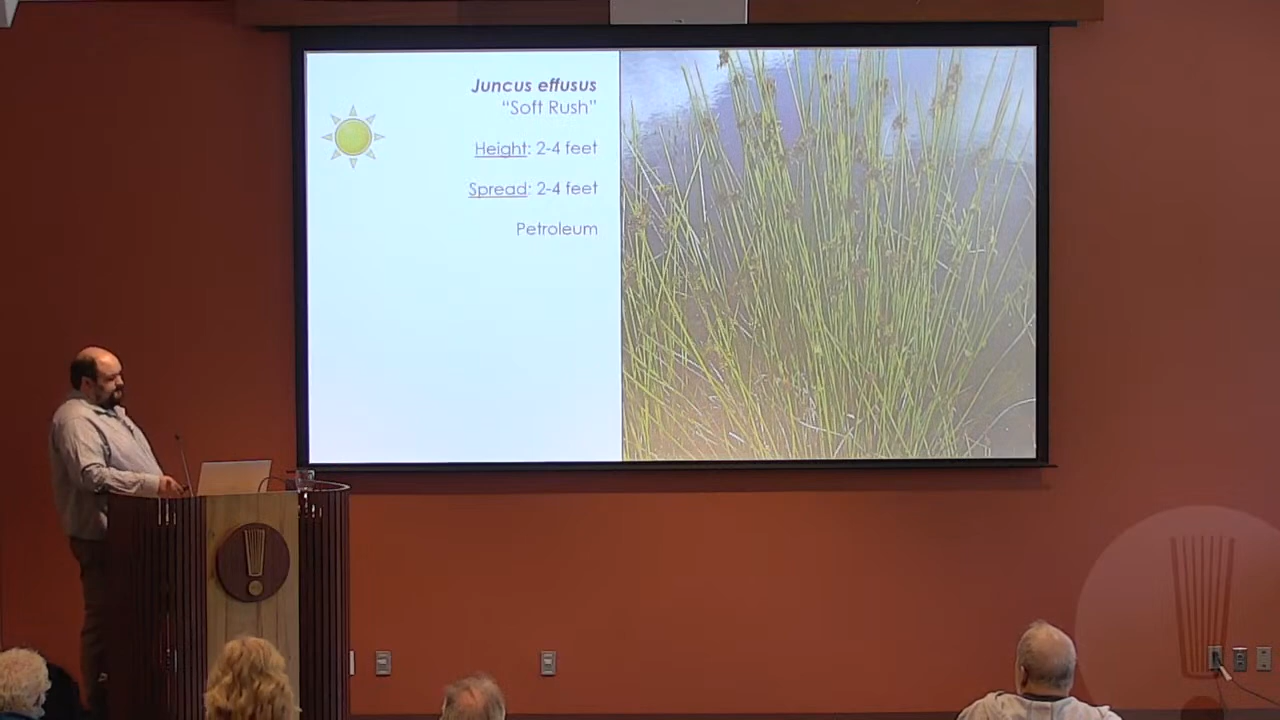 Juncus effusus
“Soft Rush”
Height: 2-4 feet
Spread: 2-4 feet
Petroleum